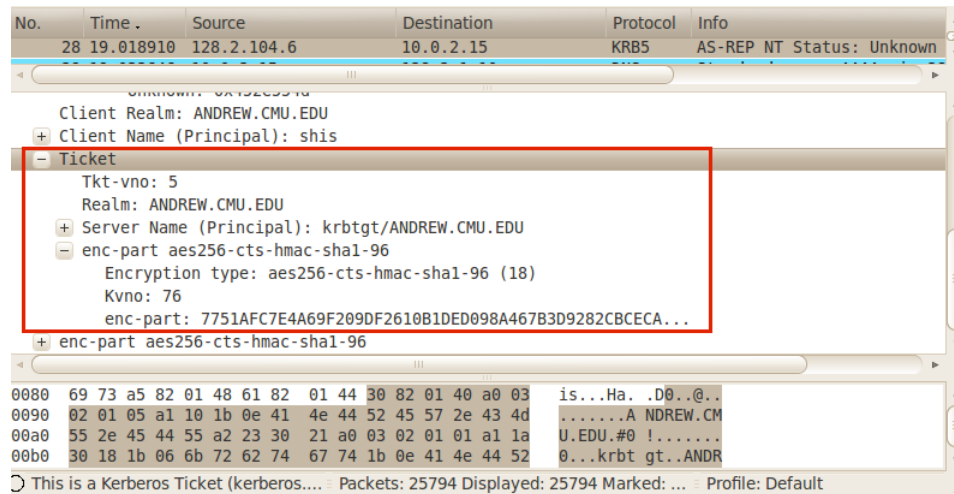 No. Time . Source Destination Protocol Info
28 19.018910 128.2.104.6 10.0.2.15 KRB5 AS-REP NT Status: Unknown
Client Realm: ANDREW.CMU.EDU
Client Name (Principal): shis
Ticket
Tkt-vno: 5
Realm: ANDREW.CMU.EDU
Server Name (Principal): krbtgt/ANDREW.CMU.EDU
enc-part aes256-cts-hmac-sha1-96
Encryption type: aes256-cts-hmac-sha1-96 (18)
Kvno: 76
enc-part: 7751AFC7E4A69F209DF2610B1DED098A467B3D9282CBCECA...
enc-part aes256-cts-hmac-sha1-96
0080 69 73 a5 82 01 48 61 82 01 44 30 82 01 40 a0 03 is...Ha. .D0..@..
0090 02 01 05 a1 10 1b 0e 41 4e 44 52 45 57 2e 43 4d .......A NDREW.CM
00a0 55 2e 45 44 55 a2 23 30 21 a0 03 02 01 01 a1 1a U.EDU.#0 !.......
00b0 30 18 1b 06 6b 72 62 74 67 74 1b 0e 41 4e 44 52 0...krbt gt..ANDR
This is a Kerberos Ticket (kerberos.... Packets: 25794 Displayed: 25794 Marked: ... Profile: Default